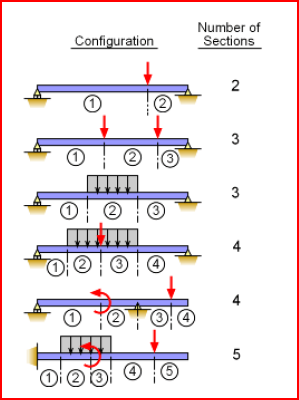 Number of
Sections
Configuration
1 2 2
1 2 3 3
1 2 3 3
1 2 3 4 4
1 2 3 4 4
1 2 3 4 5 5